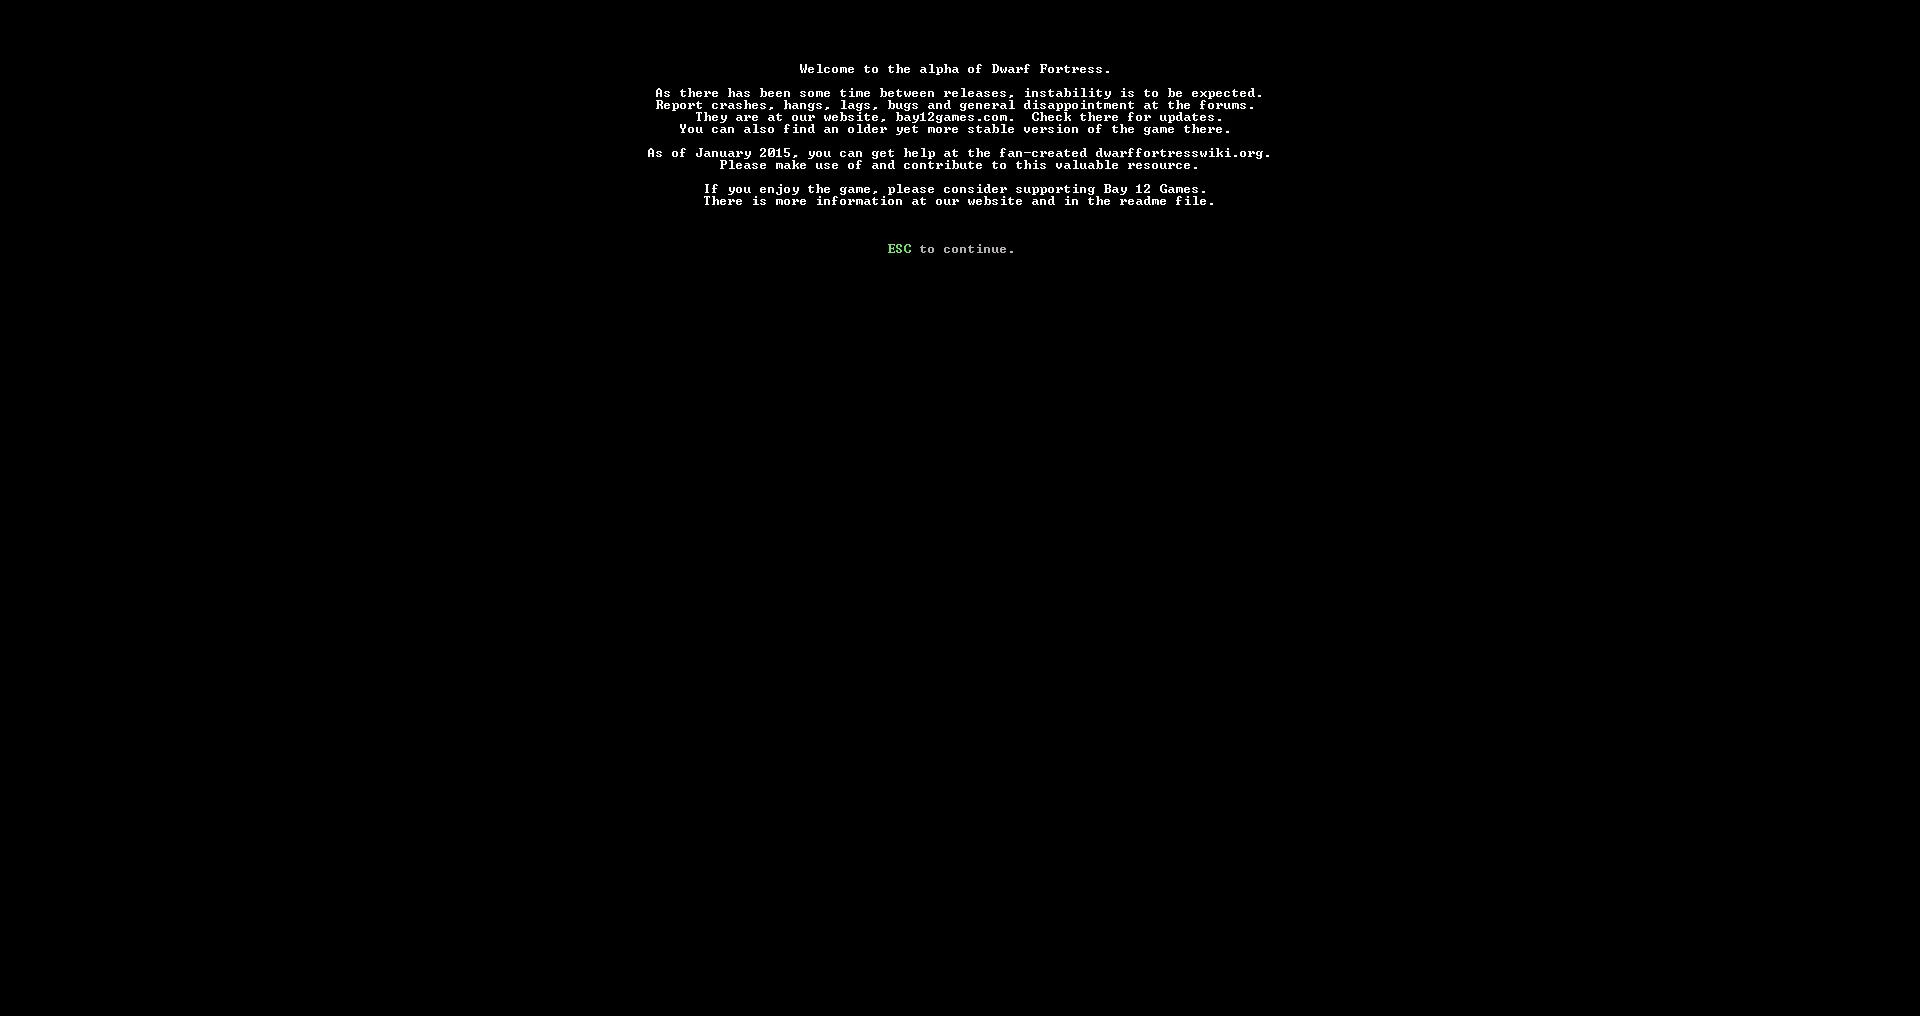 Welcome to the alpha of Dwarf Fortress.
As there has been some time between releases, instability is to be expected.
Report crashes, hangs, lags, bugs and general disappointment at the forums.
They are at our website, bay12games.com.  Check there for updates.
You can also find an older yet more stable version of the game there.
As of January 2015, you can get help at the fan-created dwarffortresswiki.org.
Please make use of and contribute to this valuable resource.
If you enjoy the game, please consider supporting Bay 12 Games.
There is more information at our website and in the readme file.
ESC to continue.